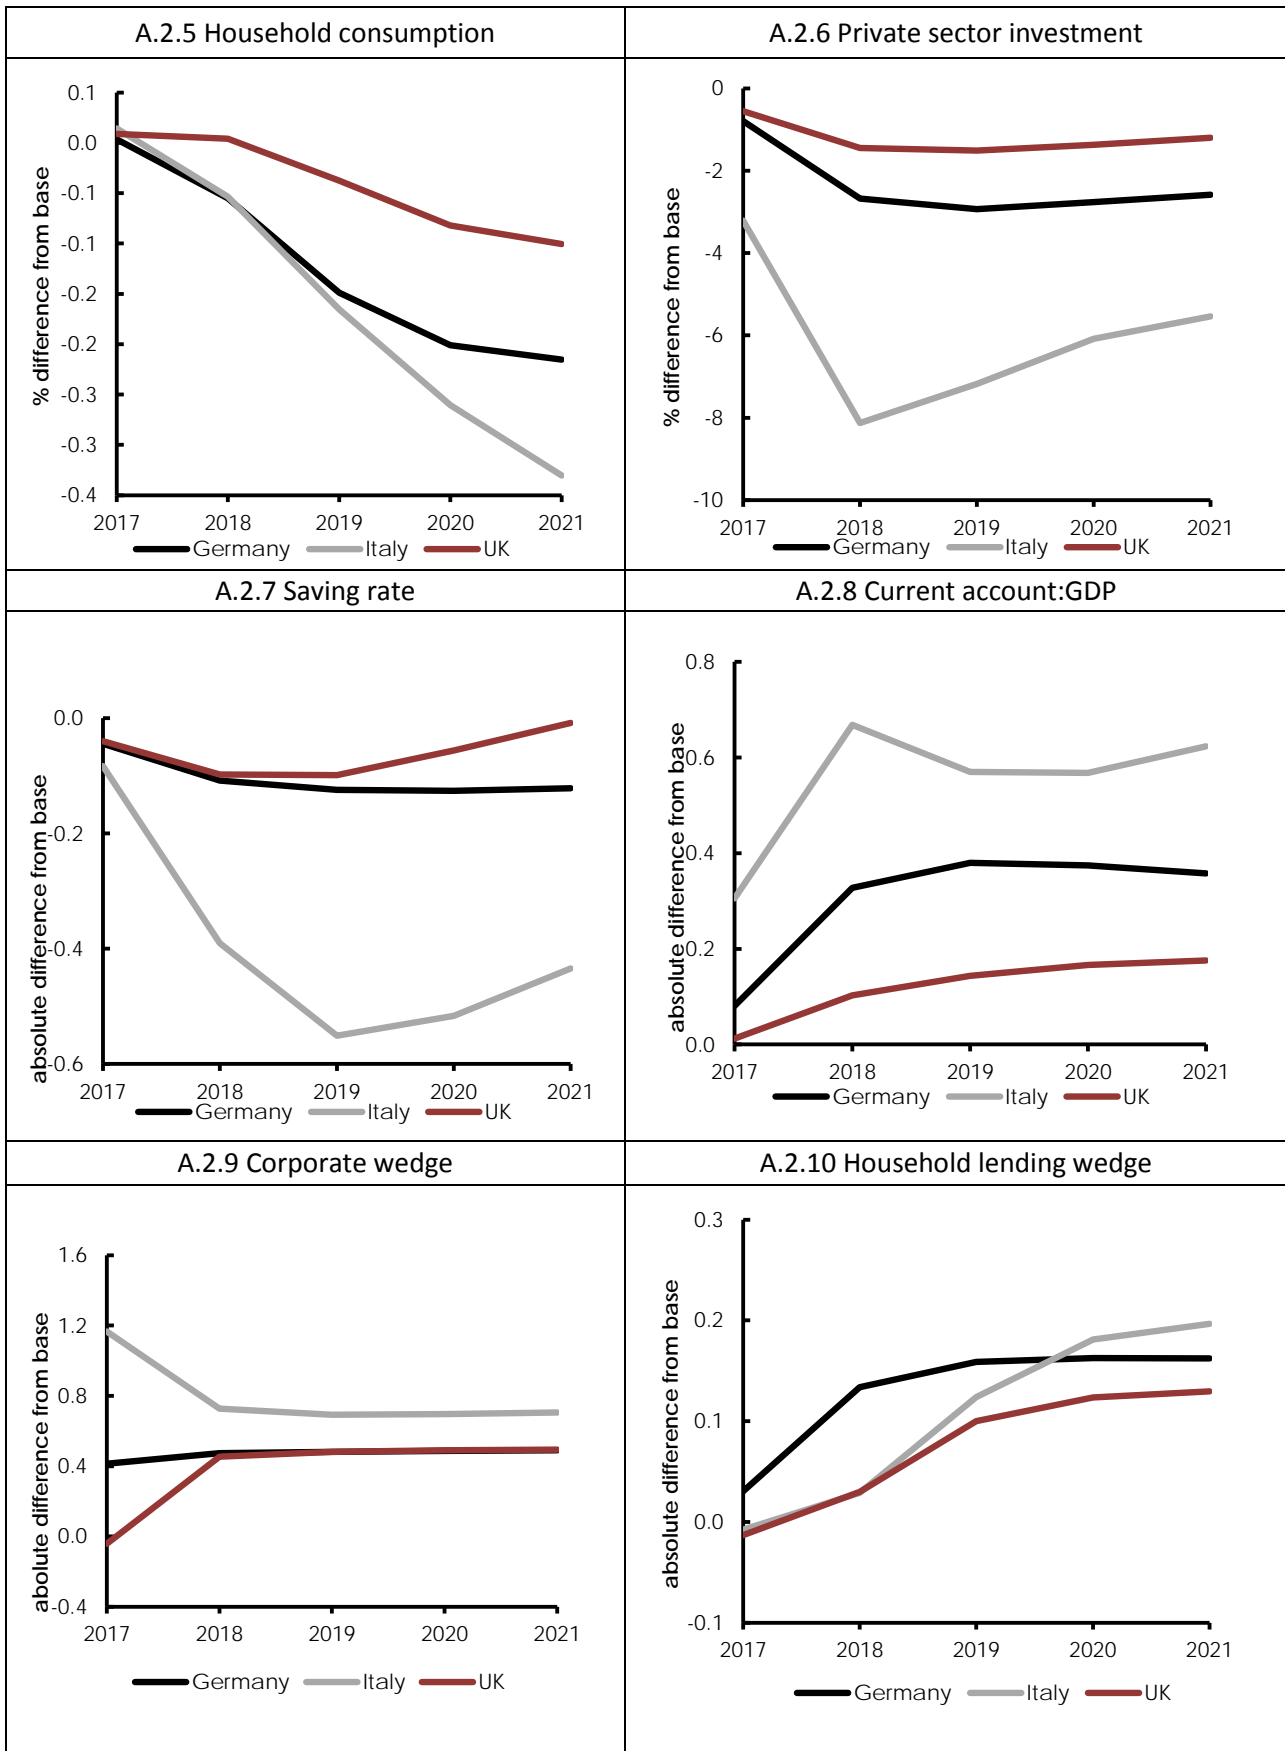 A.2.5 Household consumption
% difference from base
0.1
0.0
-0.1
-0.1
-0.2
-0.2
-0.3
-0.3
-0.4
2017 2018 2019 2020 2021
Germany Italy UK
A.2.6 Private sector investment
% difference from base
0
-2
-4
-6
-8
-10
2017 2018 2019 2020 2021
Germany Italy UK
A.2.7 Saving rate
absolute difference from base
0.0
-0.2
-0.4
-0.6
2017 2018 2019 2020 2021
Germany Italy UK
A.2.8 Current account:GDP
absolute difference from base
0.8
0.6
0.4
0.2
0.0
2017 2018 2019 2020 2021
Germany Italy UK
A.2.9 Corporate wedge
abolute difference from base
1.6
1.2
0.8
0.4
0.0
-0.4
2017 2018 2019 2020 2021
Germany Italy UK
A.2.10 Household lending wedge
absolute difference from base
0.3
0.2
0.1
0.0
-0.1
2017 2018 2019 2020 2021
Germany Italy UK